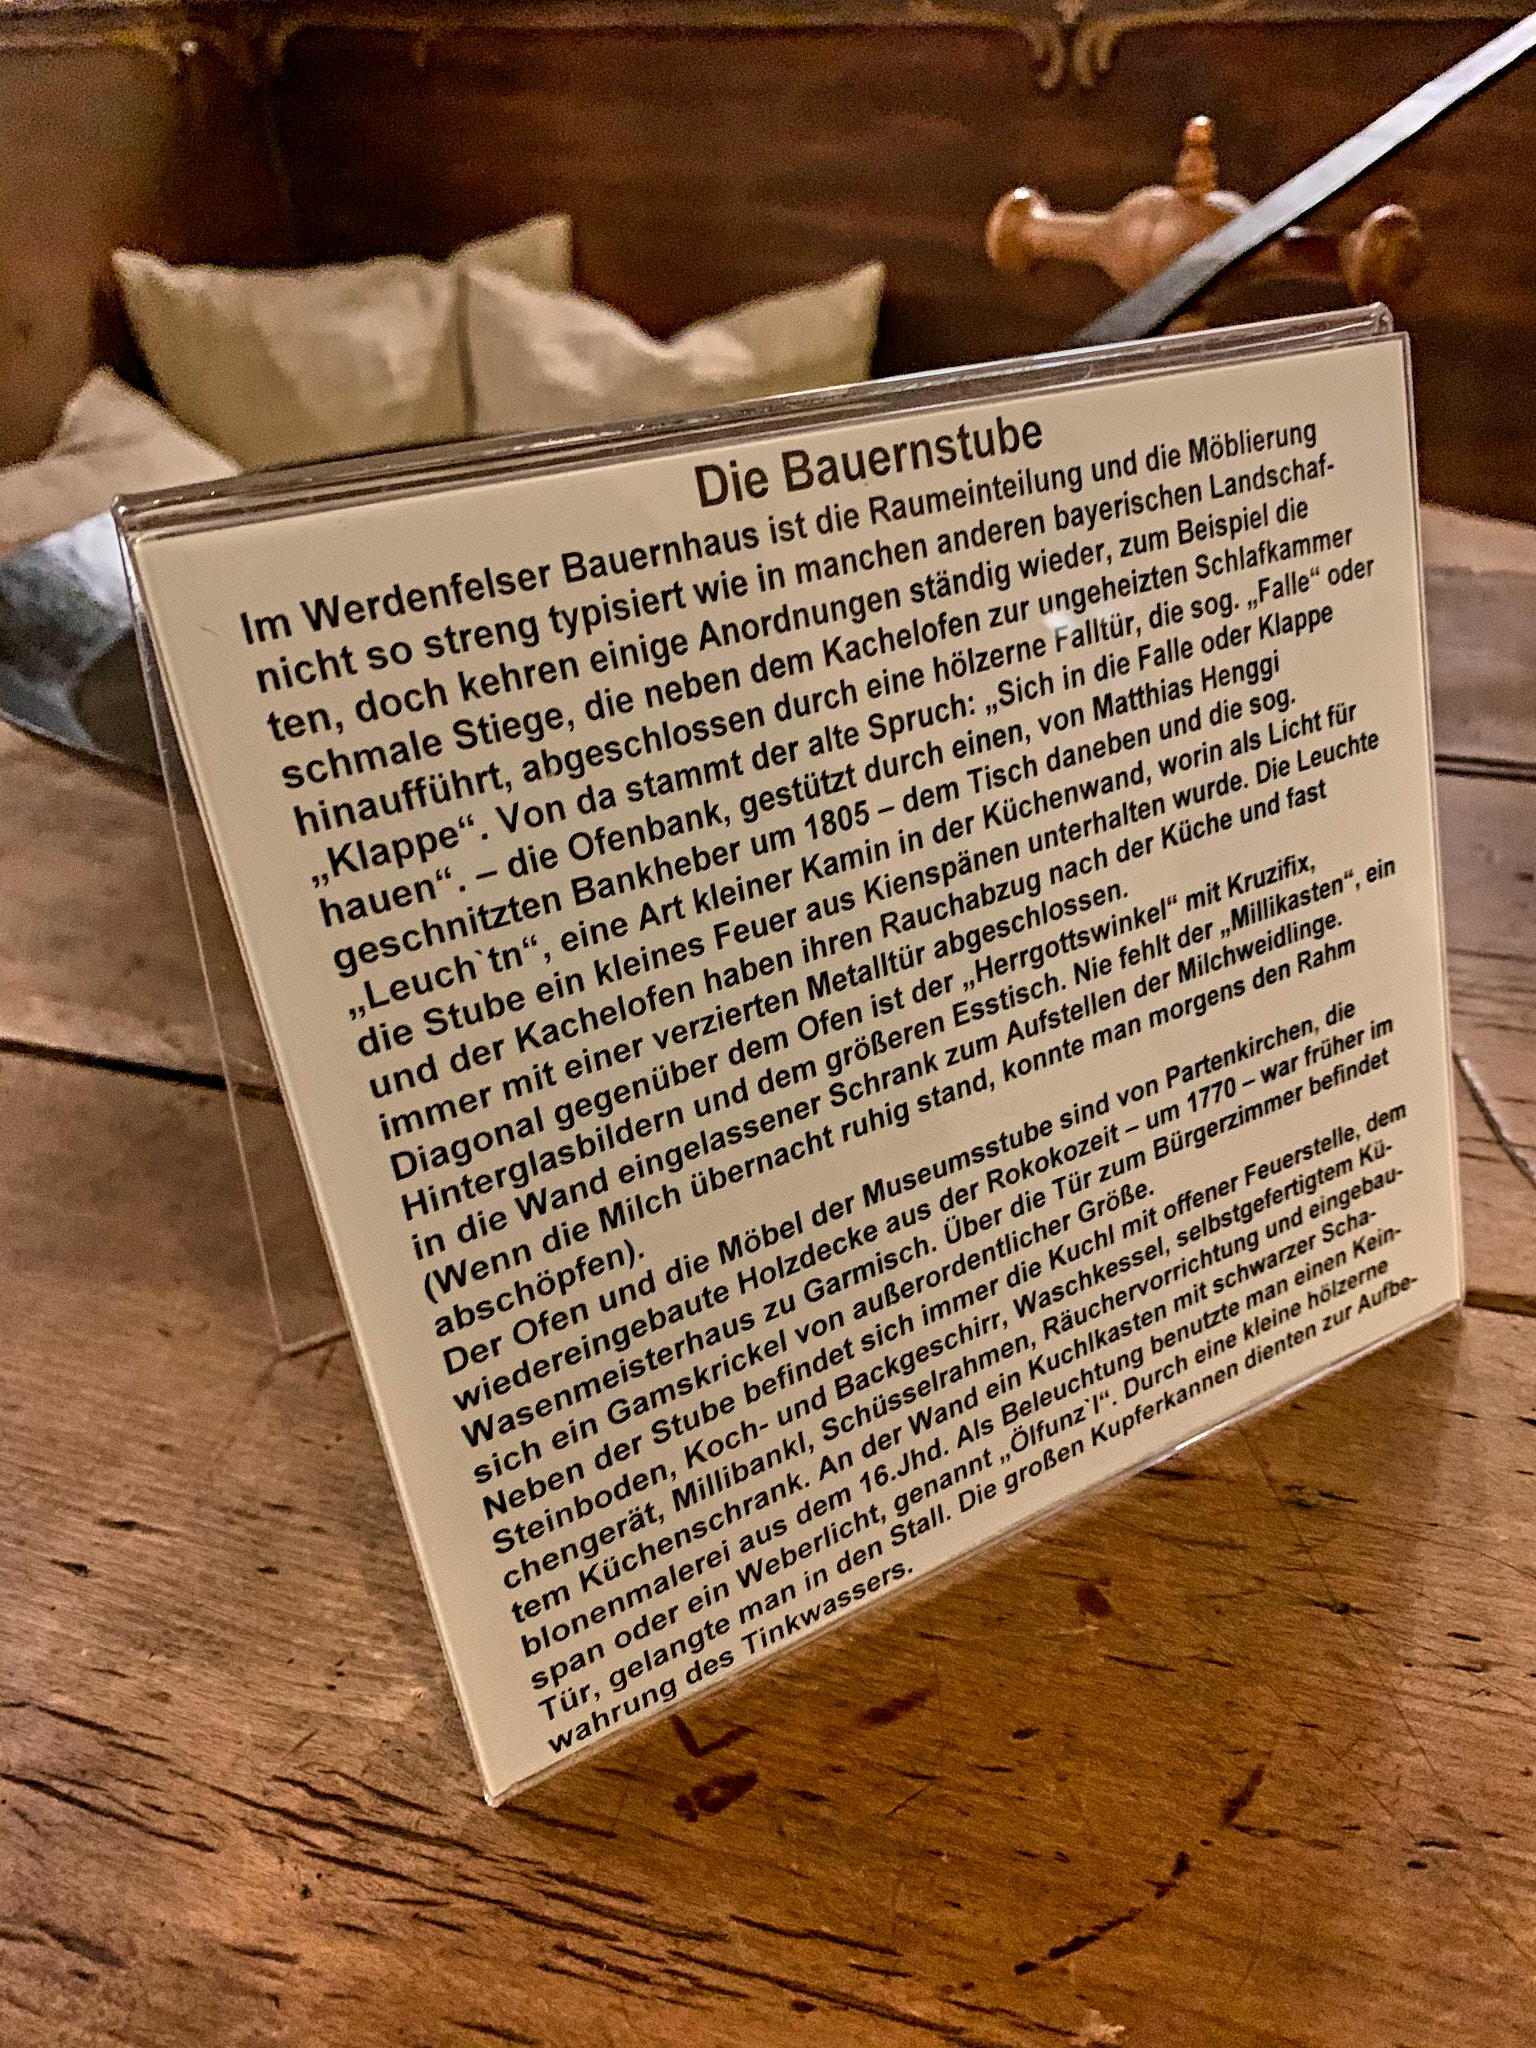 Die Bauernstube
Im Werdenfelser Bauernhaus ist die Raumeinteilung und die Möblierung
nicht so streng typisiert wie in manchen anderen bayerischen Landschaf-
ten, doch kehren einige Anordnungen ständig wieder, zum Beispiel die
schmale Stiege, die neben dem Kachelofen zur ungeheizten Schlafkammer
hinaufführt, abgeschlossen durch eine hölzerne Falltür, die sog. „Falle“ oder
„Klappe“. Von da stammt der alte Spruch: „Sich in die Falle oder Klappe
hauen“. – die Ofenbank, gestützt durch einen, von Matthias Henggi
geschnitzten Bankheber um 1805 – dem Tisch daneben und die sog.
„Leuch`tn“, eine Art kleiner Kamin in der Küchenwand, worin als Licht für
die Stube ein kleines Feuer aus Kienspänen unterhalten wurde. Die Leuchte
und der Kachelofen haben ihren Rauchabzug nach der Küche und fast
immer mit einer verzierten Metalltür abgeschlossen.
Diagonal gegenüber dem Ofen ist der „Herrgottswinkel“ mit Kruzifix,
Hinterglasbildern und dem größeren Esstisch. Nie fehlt der „Millikasten“, ein
in die Wand eingelassener Schrank zum Aufstellen der Milchweidlinge.
(Wenn die Milch übernacht ruhig stand, konnte man morgens den Rahm
abschöpfen).
Der Ofen und die Möbel der Museumsstube sind von Partenkirchen, die
wiedereingebaute Holzdecke aus der Rokokozeit – um 1770 – war früher im
Wasenmeisterhaus zu Garmisch. Über die Tür zum Bürgerzimmer befindet
sich ein Gamskrickel von außerordentlicher Größe.
Neben der Stube befindet sich immer die Kuchl mit offener Feuerstelle, dem
Steinboden, Koch- und Backgeschirr, Waschkessel, selbstgefertigtem Kü-
chengerät, Millibankl, Schüsselrahmen, Räuchervorrichtung und eingebau-
tem Küchenschrank. An der Wand ein Kuchlkasten mit schwarzer Scha-
blonenmalerei aus dem 16.Jhd. Als Beleuchtung benutzte man einen Kein-
span oder ein Weberlicht, genannt „Ölfunz`l“. Durch eine kleine hölzerne
Tür, gelangte man in den Stall. Die großen Kupferkannen dienten zur Aufbe-
wahrung des Tinkwassers.